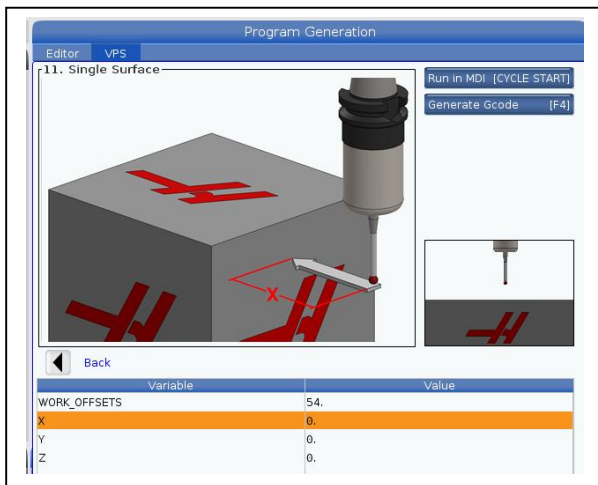 Program Generation
Editor VPS
11. Single Surface
Run in MDI [CYCLE START]
Generate Gcode [F4]
X
Back
Variable Value
WORK_OFFSETS 54.
X 0.
Y 0.
Z 0.